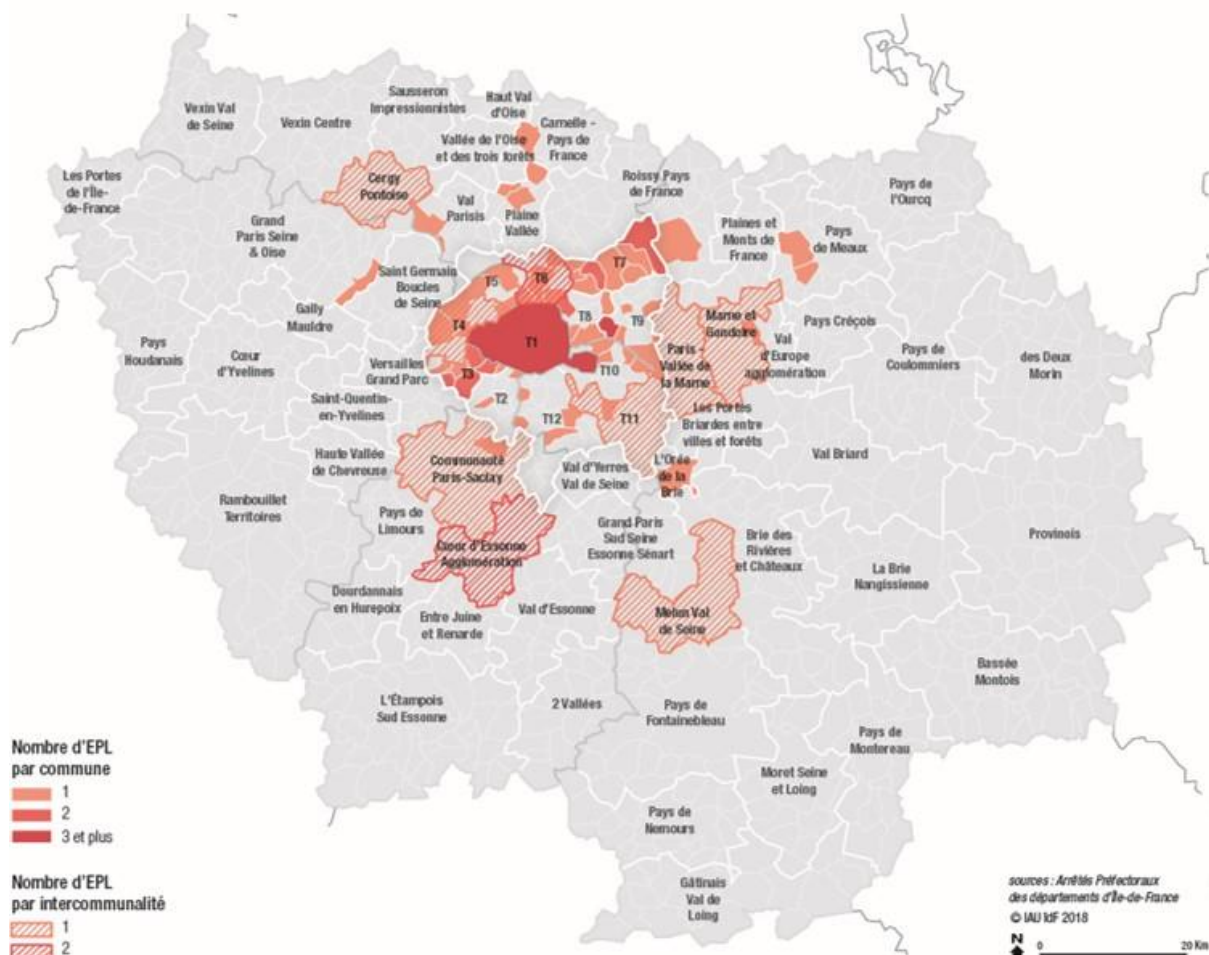 Vexin Val
de Seine
Vexin Centre
Sausseron
Impressionnistes
Haut Val
d'Oise
Carnelle -
Pays de
France
Vallée de l'Oise
et des trois forêts
Les Portes
de l'Île-
de-France
Cergy
Pontoise
Val
Parisis
Plaine
Vallée
Roissy Pays
de France
Pays de
l'Ourcq
Grand
Paris Seine
& Oise
Plaines et
Monts de
France
Pays
de Meaux
Saint Germain
Boucles
de Seine
T5
T6
T7
Gally
Mauldre
T4
T1
T8
T9
Marne et
Gondoire
Pays Créçois
Pays
Houdanais
Cœur
d'Yvelines
Versailles
Grand Parc
T3
T10
Paris -
Vallée de
la Marne
Val
d'Europe
agglomération
Pays de
Coulommiers
des Deux
Morin
Saint-Quentin-
en-Yvelines
T2
T12
T11
Les Portes
Briardes entre
villes et forêts
Haute Vallée
de Chevreuse
Communauté
Paris-Saclay
Val d'Yerres
Val de Seine
L'Orée
de la
Brie
Val Briard
Rambouillet
Territoires
Pays de
Limours
Cœur d'Essonne
Agglomération
Grand Paris
Sud Seine
Essonne Sénart
Brie des
Rivières
et Châteaux
Provinois
La Brie
Nangissienne
Dourdannais
en Hurepoix
Entre Juine
et Renarde
Val d'Essonne
Melun Val
de Seine
Bassée
Montois
L'Étampois
Sud Essonne
2 Vallées
Pays de
Fontainebleau
Pays de
Montereau
Moret Seine
et Loing
Pays de
Nemours
Gâtinais
Val de
Loing
Nombre d'EPL
par commune
1
2
3 et plus
Nombre d'EPL
par intercommunalité
1
2
sources : Arrêtés Préfectoraux
des départements d'Île-de-France
© IAU IdF 2018
N
0 20 Km